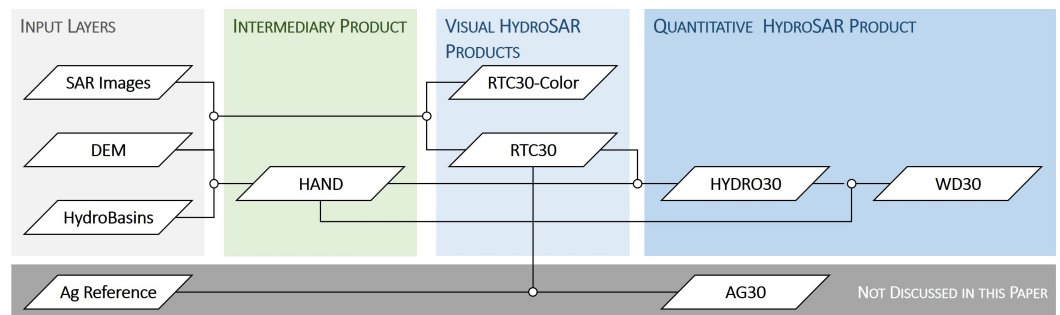 INPUT LAYERS
INTERMEDIARY PRODUCT
VISUAL HYDROSAR
PRODUCTS
QUANTITATIVE HYDROSAR PRODUCT
SAR Images
RTC30-Color
DEM
RTC30
HAND
HYDRO30
WD30
HydroBasins
Ag Reference
AG30
NOT DISCUSSED IN THIS PAPER